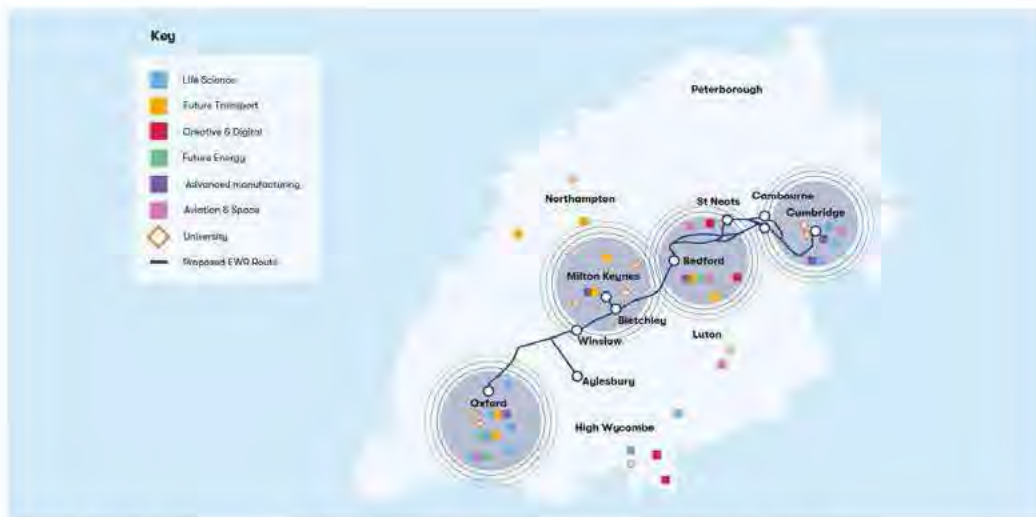 Key
Life Science
Future Transport
Creative & Digital
Future Energy
Advanced manufacturing
Aviation & Space
University
Proposed EWR Route
Peterborough
Northampton
St Neots
Cambourne
Cambridge
Bedford
Milton Keynes
Bletchley
Winslow
Luton
Aylesbury
Oxford
High Wycombe